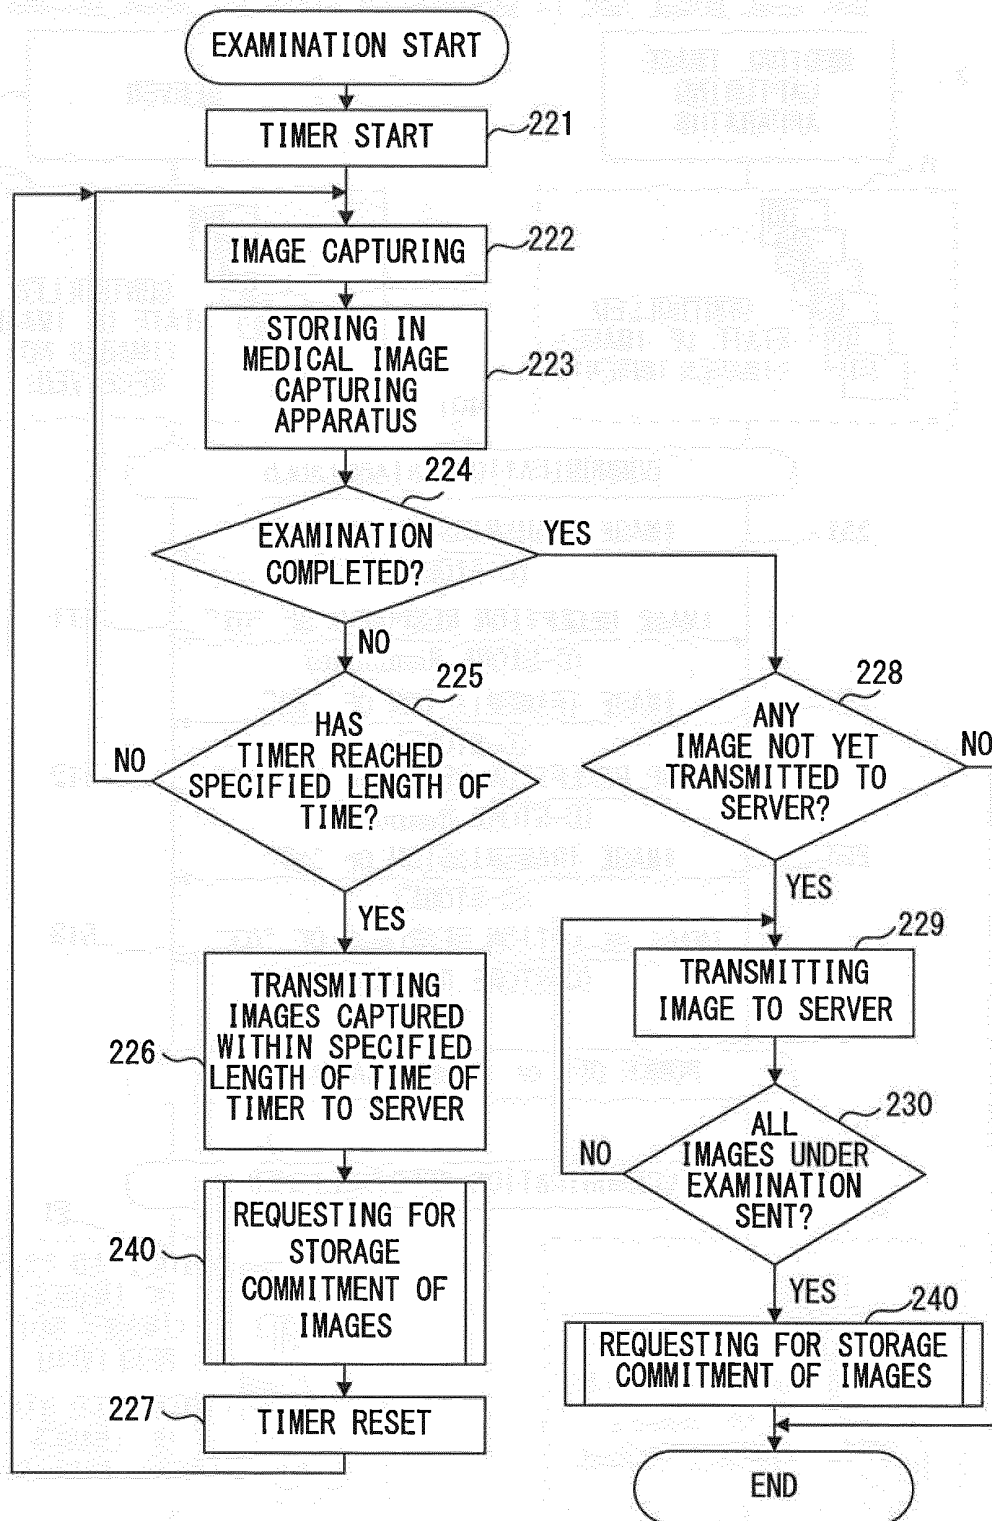 EXAMINATION START
TIMER START
221
IMAGE CAPTURING
222
STORING IN
MEDICAL IMAGE
CAPTURING
APPARATUS
223
224
EXAMINATION
COMPLETED?
YES
NO
225
HAS
TIMER REACHED
SPECIFIED LENGTH OF
TIME?
NO
YES
226
TRANSMITTING
IMAGES CAPTURED
WITHIN SPECIFIED
LENGTH OF TIME OF
TIMER TO SERVER
240
REQUESTING FOR
STORAGE
COMMITMENT OF
IMAGES
227
TIMER RESET
228
ANY
IMAGE NOT YET
TRANSMITTED TO
SERVER?
NO
YES
229
TRANSMITTING
IMAGE TO SERVER
230
ALL
IMAGES UNDER
EXAMINATION
SENT?
NO
YES
240
REQUESTING FOR STORAGE
COMMITMENT OF IMAGES
END